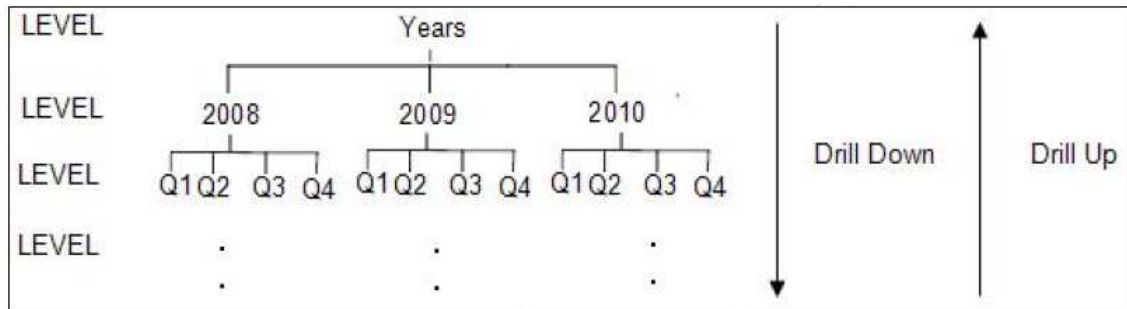 LEVEL Years
LEVEL 2008 2009 2010
Drill Down Drill Up
LEVEL Q1 Q2 Q3 Q4 Q1 Q2 Q3 Q4 Q1 Q2 Q3 Q4
LEVEL